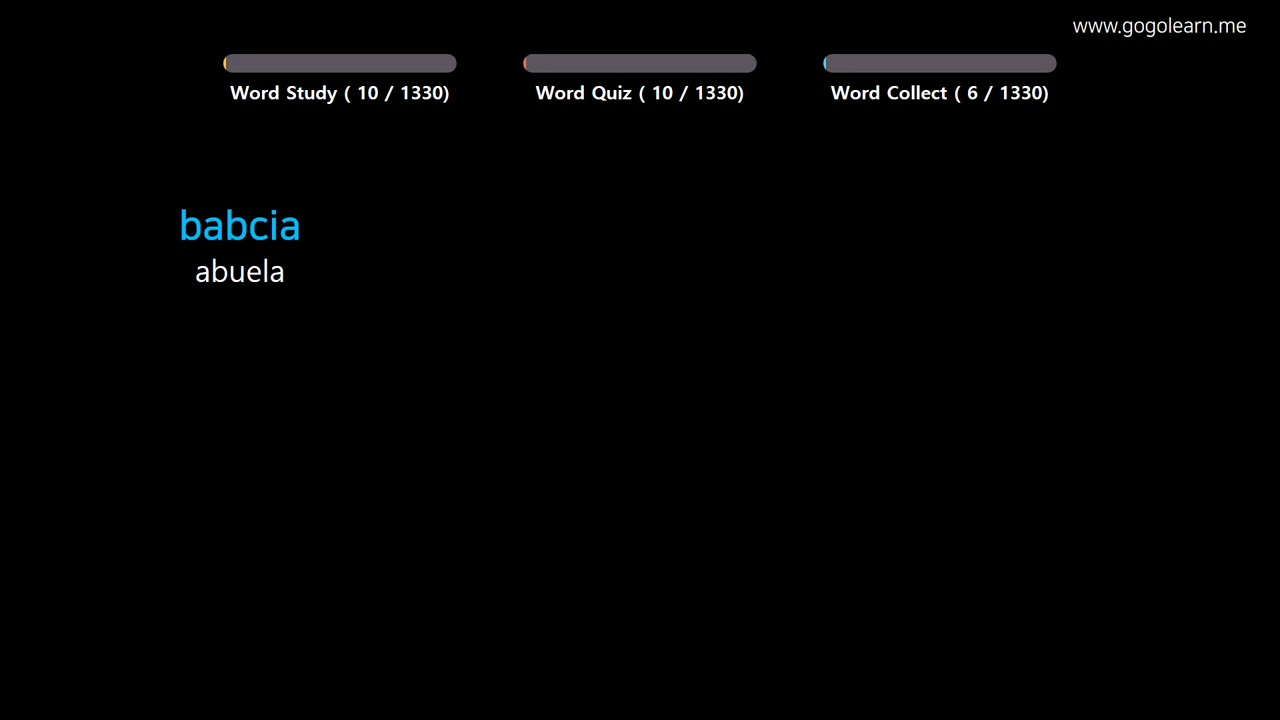 www.gogolearn.me
Word Study ( 10 / 1330)
Word Quiz ( 10 / 1330)
Word Collect ( 6 / 1330)
babcia
abuela